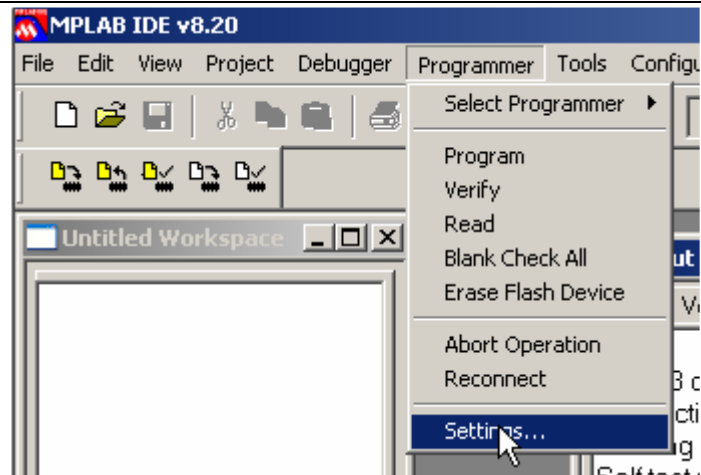 MPLAB IDE v8.20
File Edit View Project Debugger Programmer Tools
Select Programmer
Program
Verify
Read
Untitled Workspace
Blank Check All
Erase Flash Device
Abort Operation
Reconnect
Settings...